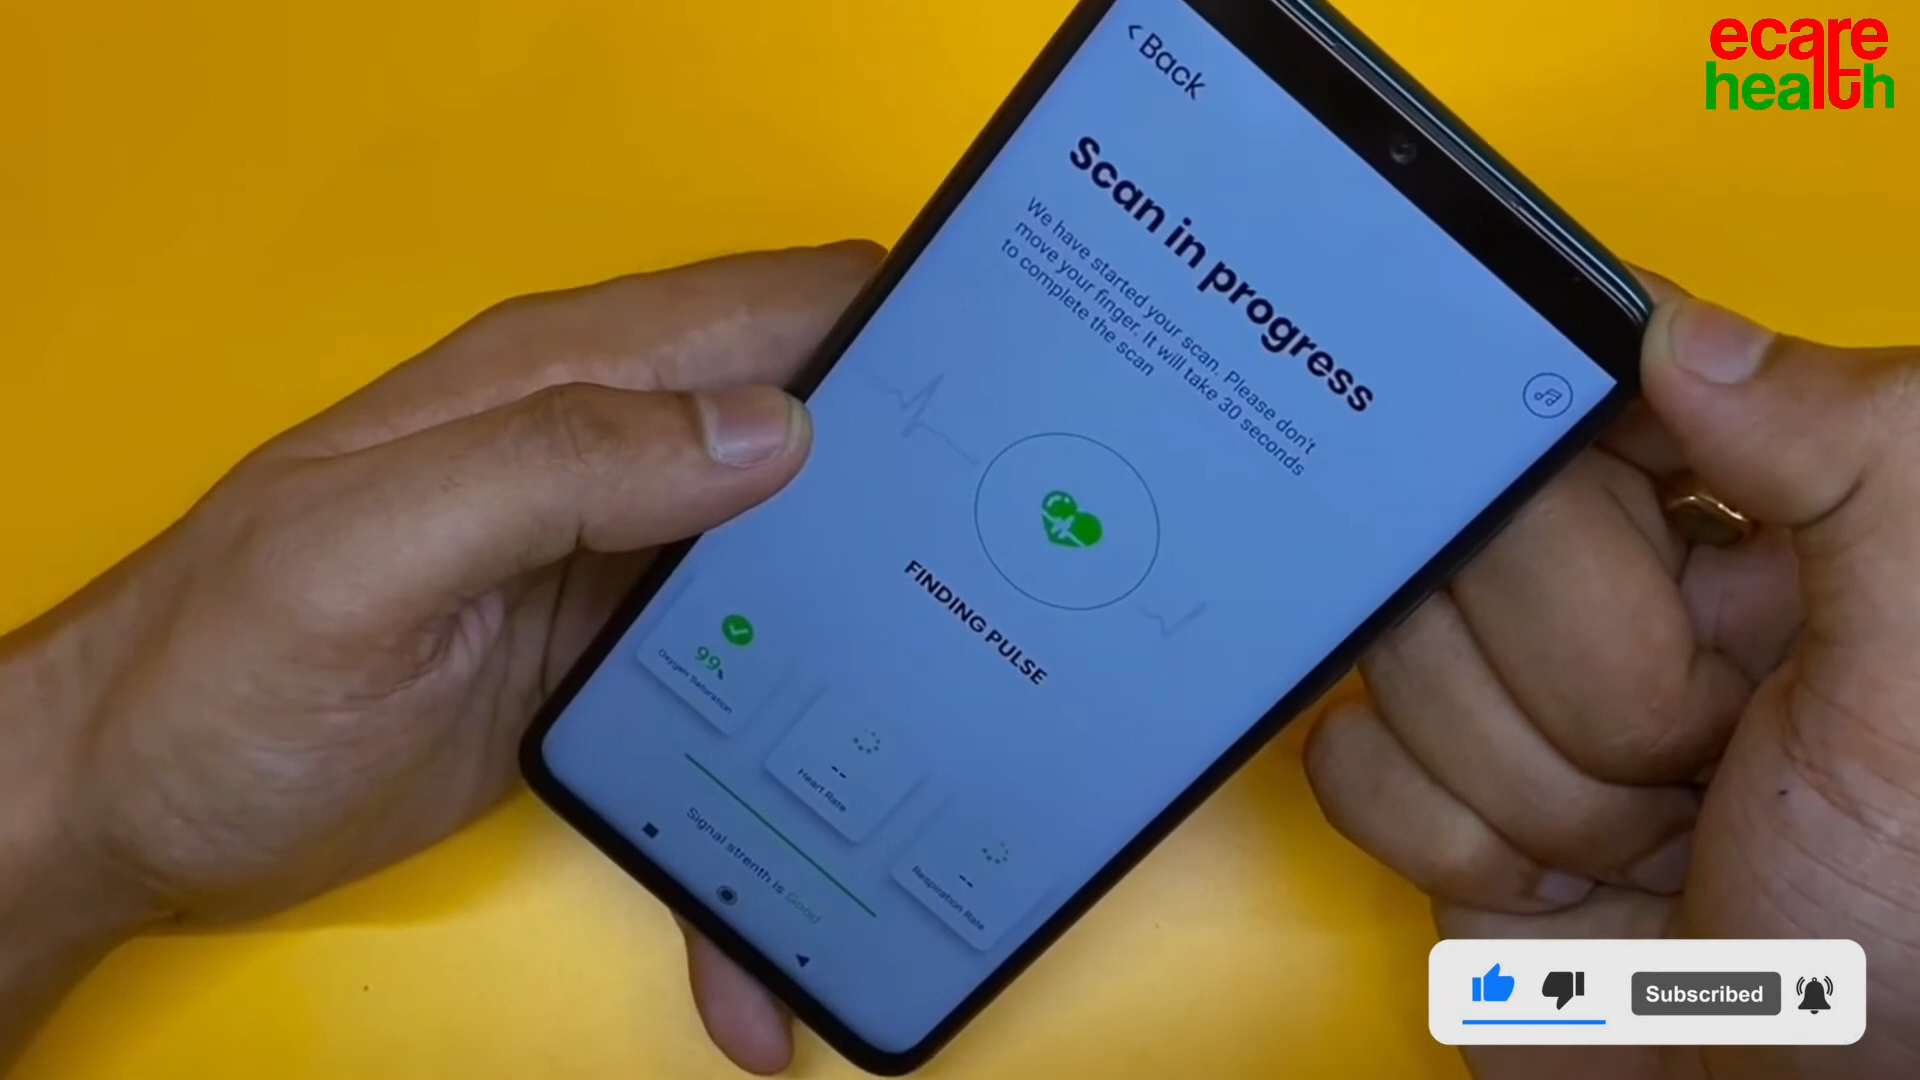 ecare
health
< Back
Scan in progress
We have started your scan. Please don't
move your finger. It will take 30 seconds
to complete the scan
FINDING PULSE
99%
Oxygen Saturation
--
Heart Rate
--
Respiration Rate
Signal strenth is Good
Subscribed